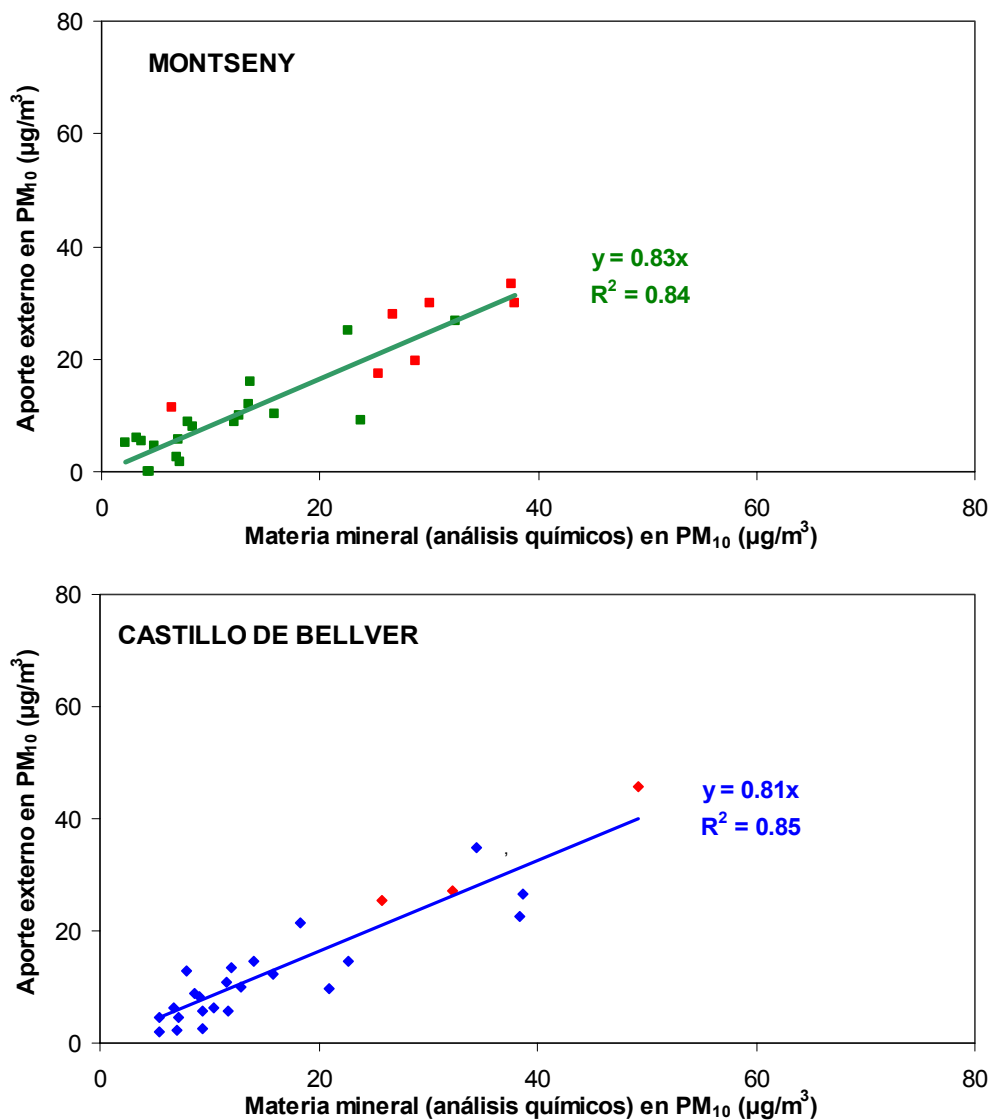 MONTSENY
Aporte externo en PM₁₀ (µg/m³)
80
60
40
20
0
y = 0.83x
R² = 0.84
0 20 40 60 80
Materia mineral (análisis químicos) en PM₁₀ (µg/m³)
CASTILLO DE BELLVER
Aporte externo en PM₁₀ (µg/m³)
80
60
40
20
0
y = 0.81x
R² = 0.85
,
0 20 40 60 80
Materia mineral (análisis químicos) en PM₁₀ (µg/m³)